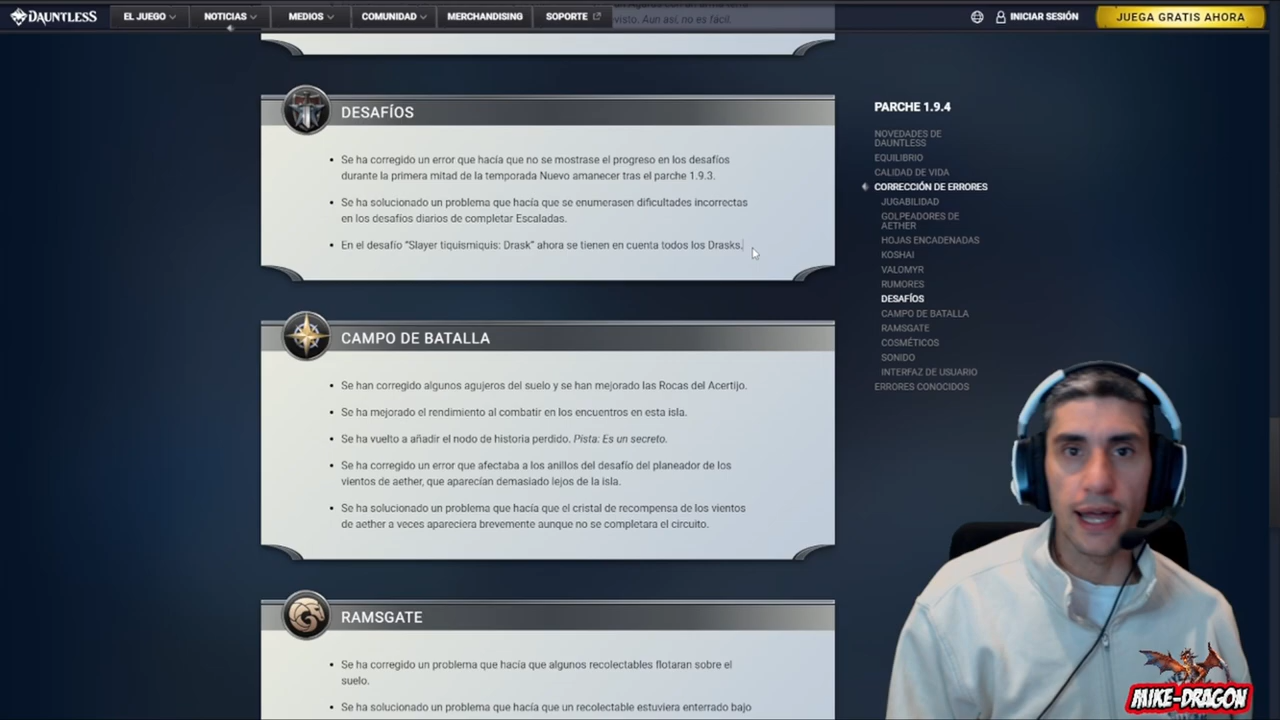 DAUNTLESS
EL JUEGO
NOTICIAS
MEDIOS
COMUNIDAD
MERCHANDISING
SOPORTE
INICIAR SESIÓN
JUEGA GRATIS AHORA
visto. Aun así, no es fácil.
DESAFÍOS
• Se ha corregido un error que hacía que no se mostrase el progreso en los desafíos
durante la primera mitad de la temporada Nuevo amanecer tras el parche 1.9.3.
• Se ha solucionado un problema que hacía que se enumerasen dificultades incorrectas
en los desafíos diarios de completar Escaladas.
• En el desafío "Slayer tiquismiquis: Drask" ahora se tienen en cuenta todos los Drasks.
CAMPO DE BATALLA
• Se han corregido algunos agujeros del suelo y se han mejorado las Rocas del Acertijo.
• Se ha mejorado el rendimiento al combatir en los encuentros en esta isla.
• Se ha vuelto a añadir el nodo de historia perdido. Pista: Es un secreto.
• Se ha corregido un error que afectaba a los anillos del desafío del planeador de los
vientos de aether, que aparecían demasiado lejos de la isla.
• Se ha solucionado un problema que hacía que el cristal de recompensa de los vientos
de aether a veces apareciera brevemente aunque no se completara el circuito.
RAMSGATE
• Se ha corregido un problema que hacía que algunos recolectables flotaran sobre el
suelo.
• Se ha solucionado un problema que hacía que un recolectable estuviera enterrado bajo
PARCHE 1.9.4
NOVEDADES DE
DAUNTLESS
EQUILIBRIO
CALIDAD DE VIDA
CORRECCIÓN DE ERRORES
JUGABILIDAD
GOLPEADORES DE
AETHER
HOJAS ENCADENADAS
KOSHAI
VALOMYR
RUMORES
DESAFÍOS
CAMPO DE BATALLA
RAMSGATE
COSMÉTICOS
SONIDO
INTERFAZ DE USUARIO
ERRORES CONOCIDOS
MIKE-DRAGON